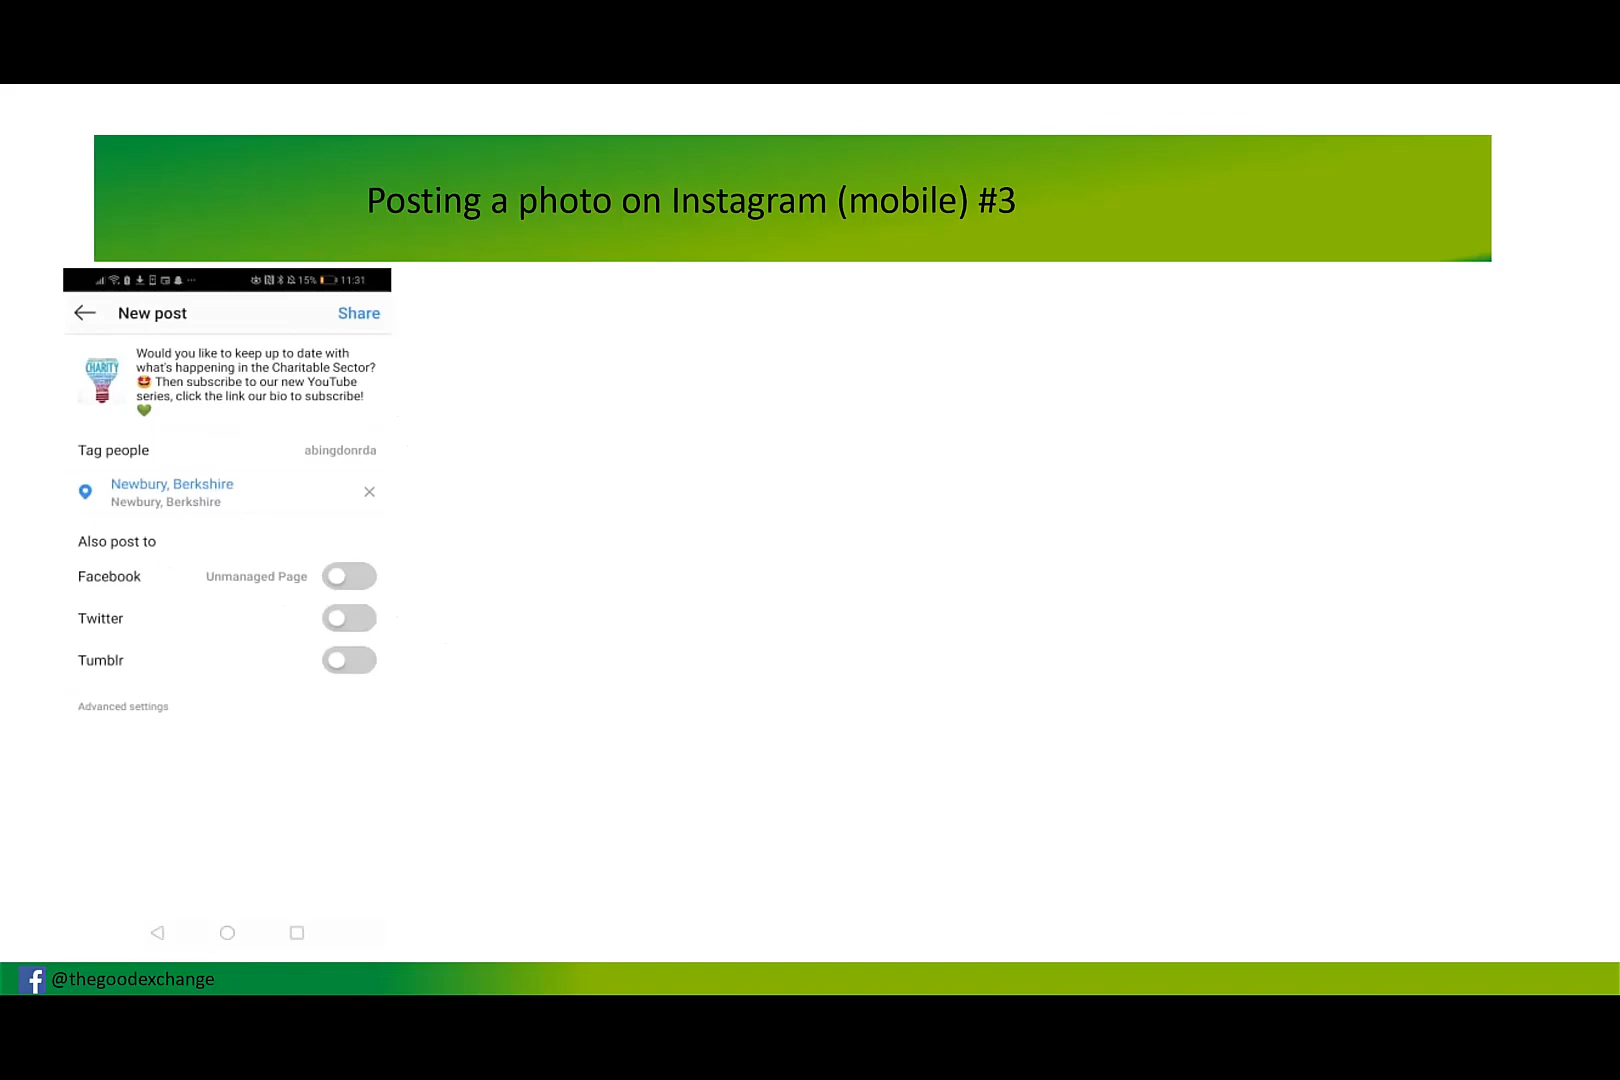 Posting a photo on Instagram (mobile) #3
15% 11:31
New post
Share
CHARITY
Would you like to keep up to date with
what's happening in the Charitable Sector?
🤩 Then subscribe to our new YouTube
series, click the link our bio to subscribe!
💚
Tag people
abingdonrda
Newbury, Berkshire
Newbury, Berkshire
Also post to
Facebook
Unmanaged Page
Twitter
Tumblr
Advanced settings
@thegoodexchange